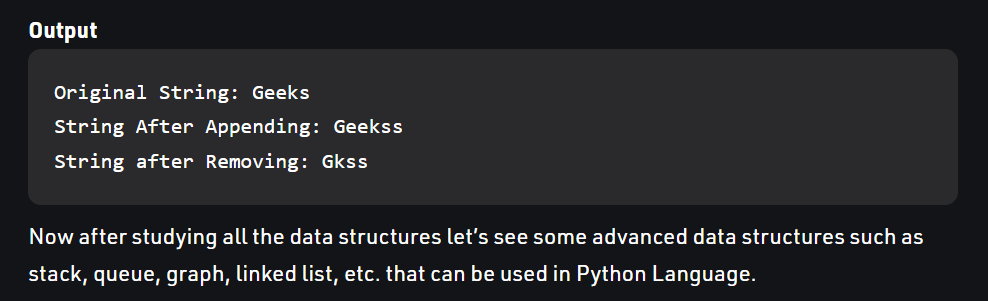 Output
Original String: Geeks
String After Appending: Geekss
String after Removing: Gkss
Now after studying all the data structures let’s see some advanced data structures such as
stack, queue, graph, linked list, etc. that can be used in Python Language.